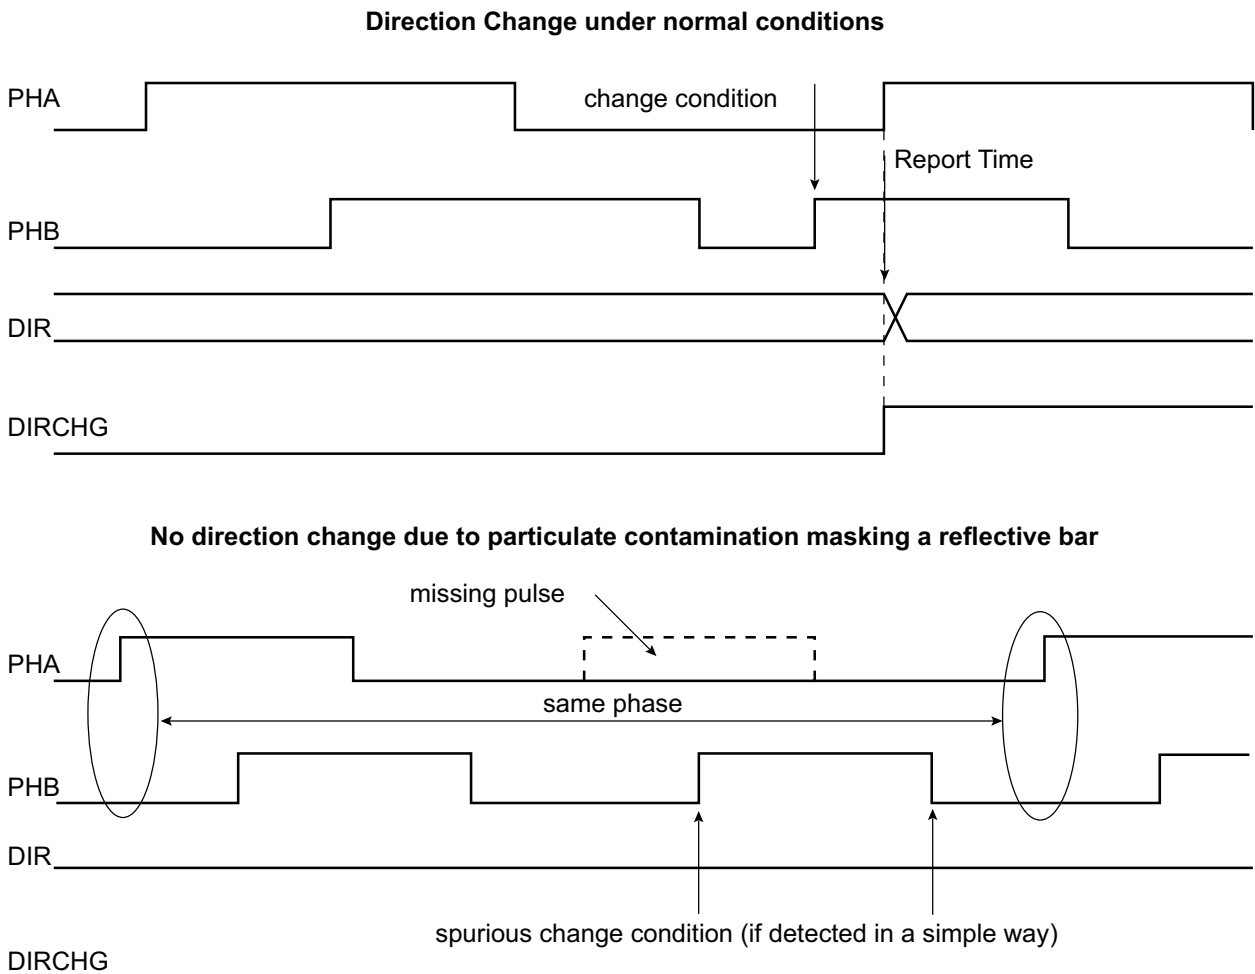 Direction Change under normal conditions
PHA
change condition
Report Time
PHB
DIR
DIRCHG
No direction change due to particulate contamination masking a reflective bar
missing pulse
PHA
same phase
PHB
DIR
spurious change condition (if detected in a simple way)
DIRCHG